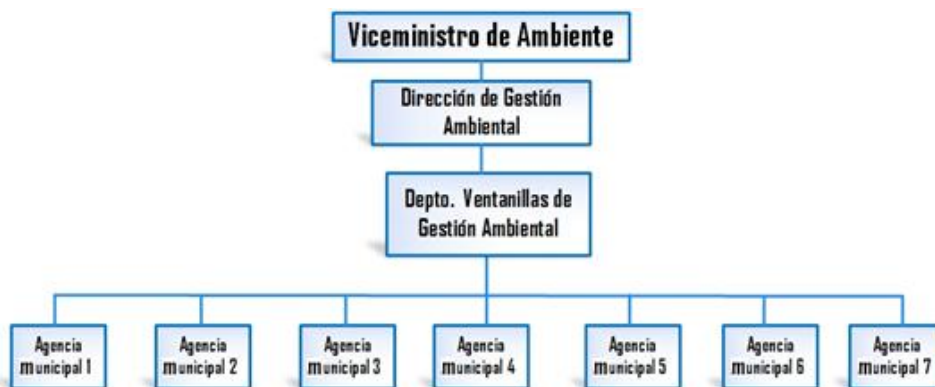 Viceministro de Ambiente
Dirección de Gestión
Ambiental
Depto. Ventanillas de
Gestión Ambiental
Agencia
municipal 1
Agencia
municipal 2
Agencia
municipal 3
Agencia
municipal 4
Agencia
municipal 5
Agencia
municipal 6
Agencia
municipal 7